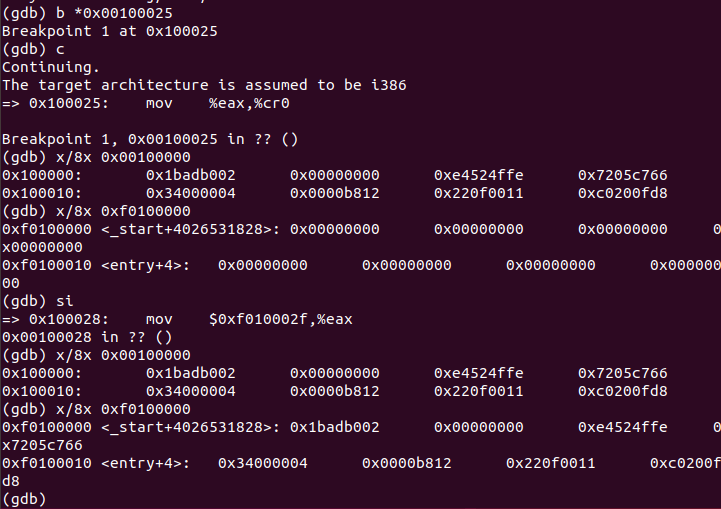 (gdb) b *0x00100025
Breakpoint 1 at 0x100025
(gdb) c
Continuing.
The target architecture is assumed to be i386
=> 0x100025:    mov    %eax,%cr0

Breakpoint 1, 0x00100025 in ?? ()
(gdb) x/8x 0x00100000
0x100000:       0x1badb002      0x00000000      0xe4524ffe      0x7205c766
0x100010:       0x34000004      0x0000b812      0x220f0011      0xc0200fd8
(gdb) x/8x 0xf0100000
0xf0100000 <_start+4026531828>: 0x00000000      0x00000000      0x00000000      0
x00000000
0xf0100010 <entry+4>:   0x00000000      0x00000000      0x00000000      0x000000
00
(gdb) si
=> 0x100028:    mov    $0xf010002f,%eax
0x00100028 in ?? ()
(gdb) x/8x 0x00100000
0x100000:       0x1badb002      0x00000000      0xe4524ffe      0x7205c766
0x100010:       0x34000004      0x0000b812      0x220f0011      0xc0200fd8
(gdb) x/8x 0xf0100000
0xf0100000 <_start+4026531828>: 0x1badb002      0x00000000      0xe4524ffe      0
x7205c766
0xf0100010 <entry+4>:   0x34000004      0x0000b812      0x220f0011      0xc0200f
d8
(gdb)